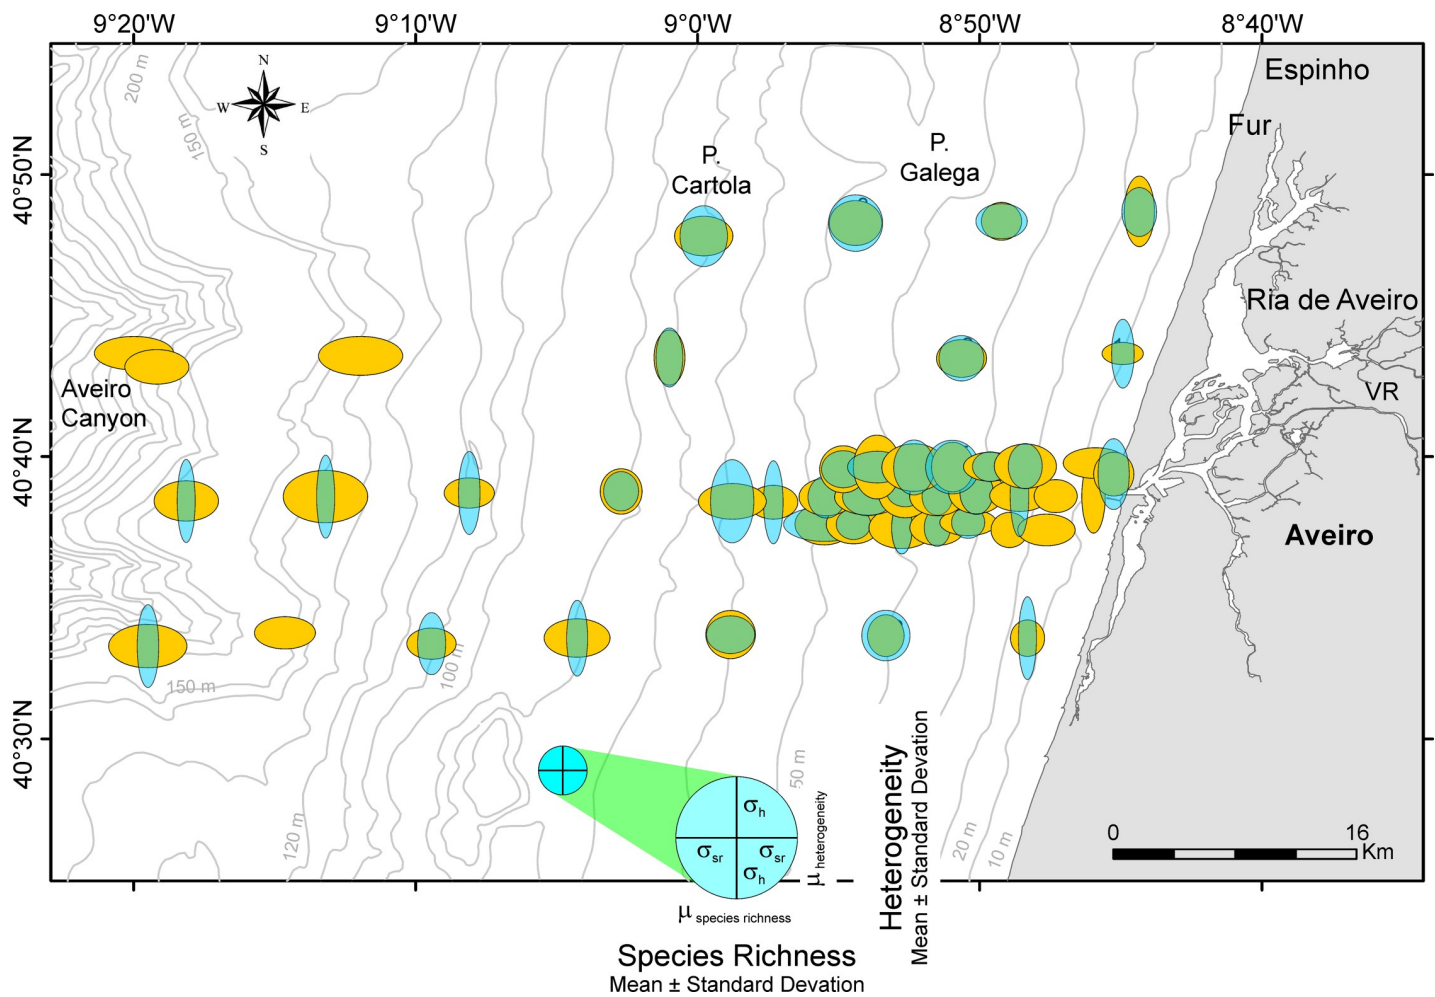 9°20'W 9°10'W 9°0'W 8°50'W 8°40'W
N
W E
S
200 m
150 m
Espinho
Fur
P.
Cartola
P.
Galega
40°50'N
Ria de Aveiro
VR
Aveiro
Canyon
40°40'N
Aveiro
150 m
100 m
40°30'N
120 m
50 m
20 m
10 m
σh
σsr σsr
σh
μ heterogeneity
μ species richness
Heterogeneity
Mean ± Standard Devation
0 16
Km
Species Richness
Mean ± Standard Devation